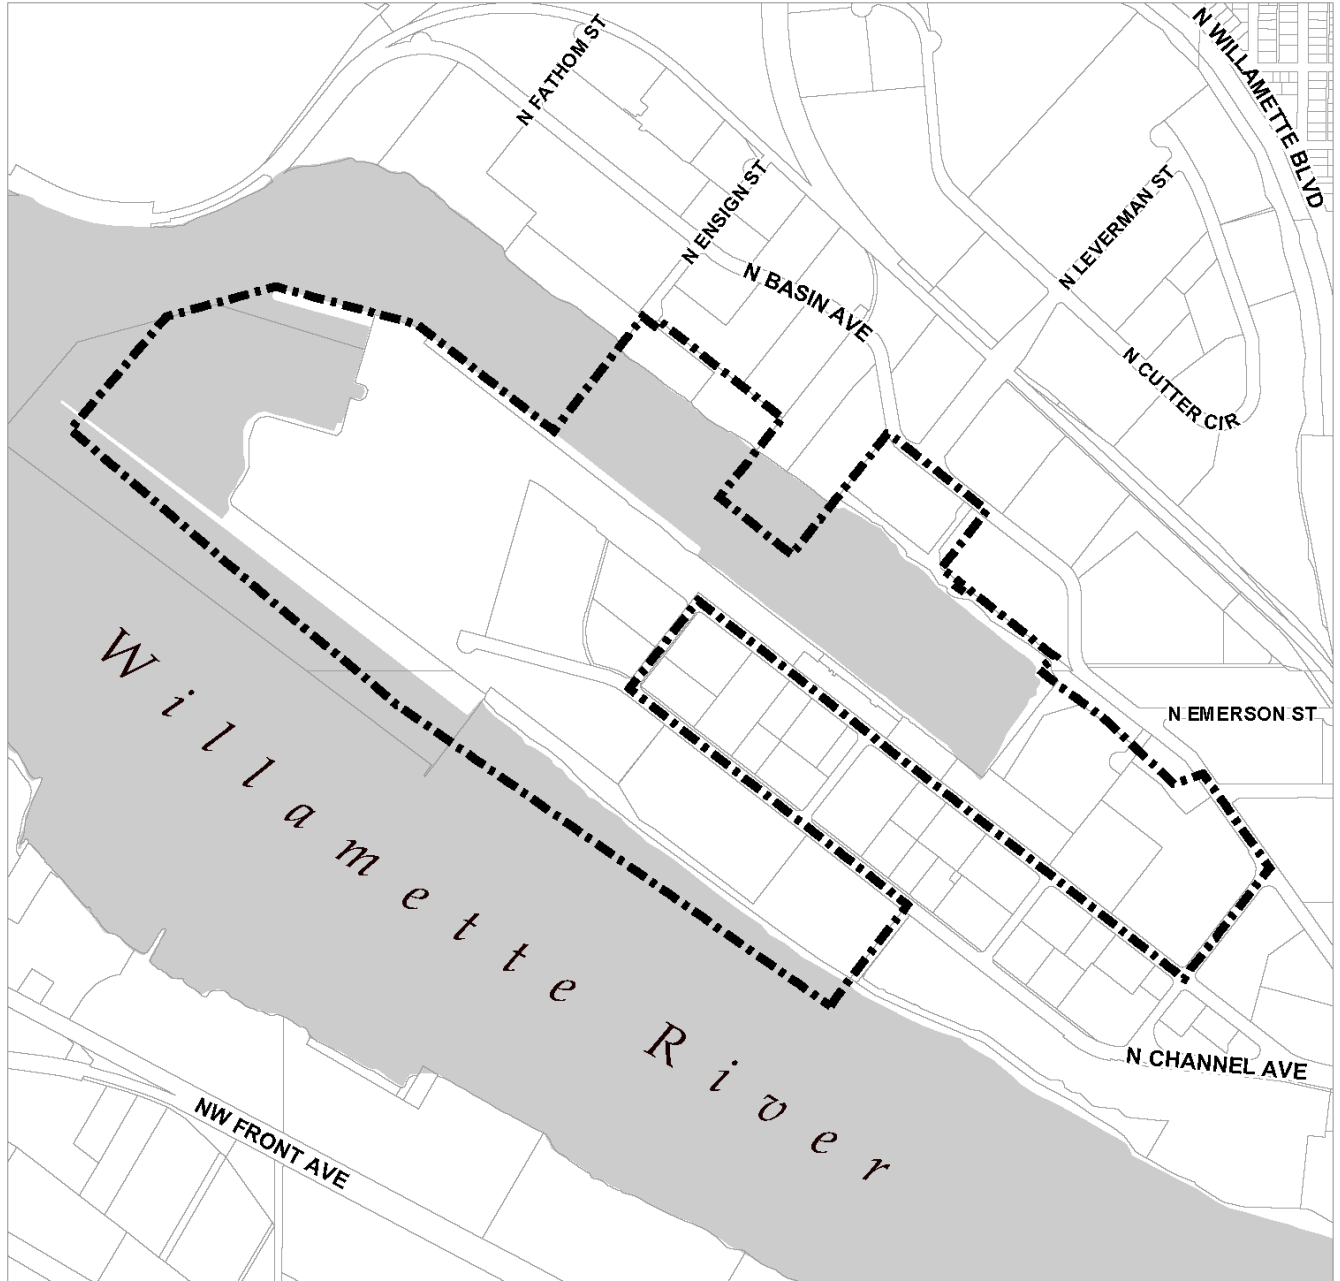 N WILLAMETTE BLVD
N FATHOM ST
N ENSIGN ST
N LEVERMAN ST
N BASIN AVE
N CUTTER CIR
N EMERSON ST
Willamette River
N CHANNEL AVE
NW FRONT AVE